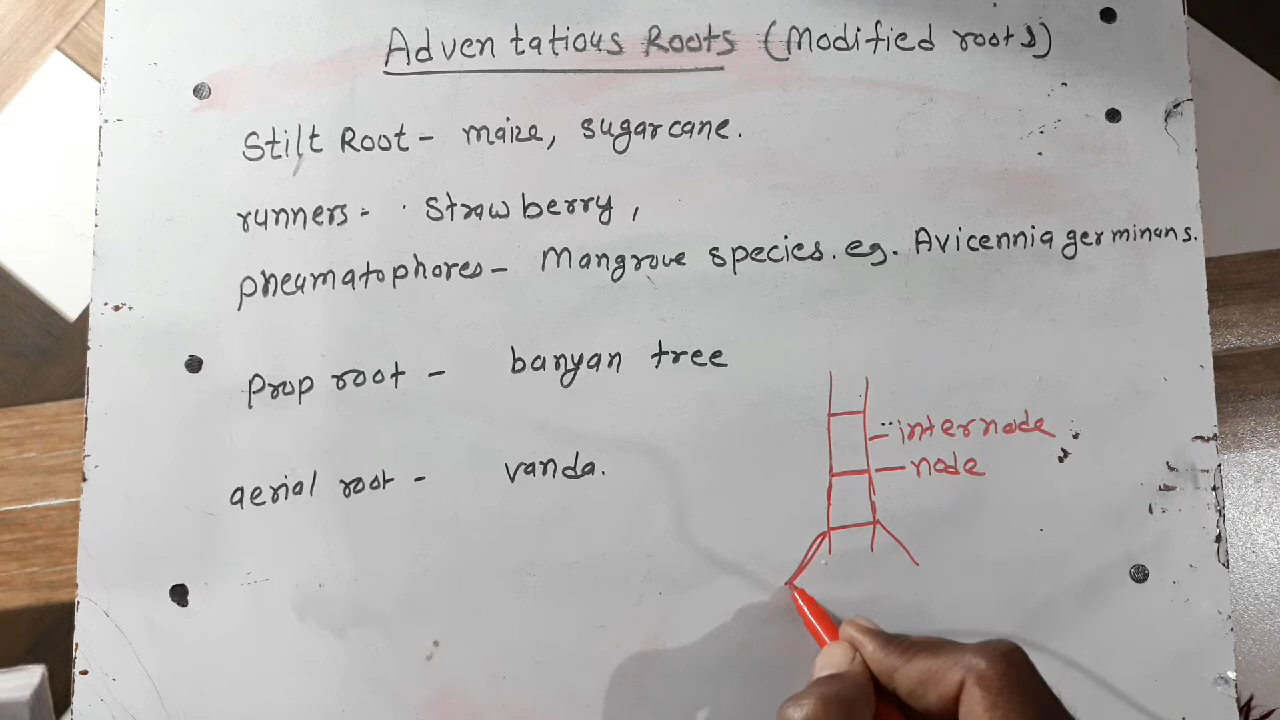 Adventatious Roots (Modified roots)
Stilt Root - maize, sugarcane.
runners - strawberry,
pneumatophores - Mangrove species. eg. Avicennia germinans.
Prop root - banyan tree
internode
node
aerial root - vanda.